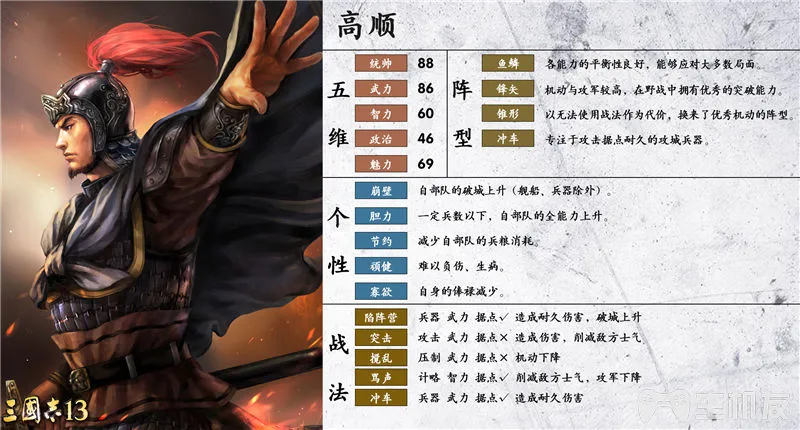 高顺
五维
统帅 88
武力 86
智力 60
政治 46
魅力 69
阵型
鱼鳞 各能力的平衡性良好，能够应对大多数局面。
锋矢 机动与攻军较高，在野战中拥有优秀的突破能力。
锥形 以无法使用战法作为代价，换来了优秀机动的阵型。
冲车 专注于攻击据点耐久的攻城兵器。
个性
崩壁 自部队的破城上升（舰船、兵器除外）。
胆力 一定兵数以下，自部队的全能力上升。
节约 减少自部队的兵粮消耗。
顽健 难以负伤、生病。
寡欲 自身的俸禄减少。
战法
陷阵营 兵器 武力 据点✓ 造成耐久伤害，破城上升
突击 攻击 武力 据点× 造成伤害，削减敌方士气
搅乱 压制 武力 据点× 机动下降
骂声 计略 智力 据点✓ 削减敌方士气，攻军下降
冲车 兵器 武力 据点✓ 造成耐久伤害
三國志13